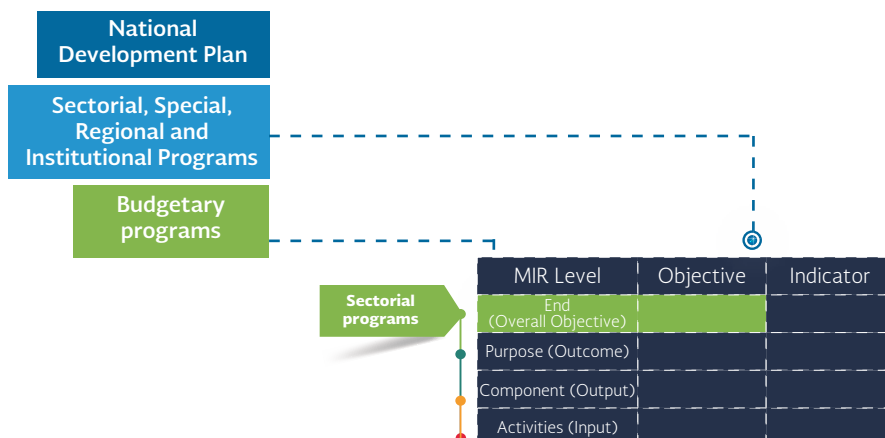 National
Development Plan
Sectorial, Special,
Regional and
Institutional Programs
Budgetary
programs
MIR Level Objective Indicator
Sectorial
programs
End
(Overall Objective)
Purpose (Outcome)
Component (Output)
Activities (Input)